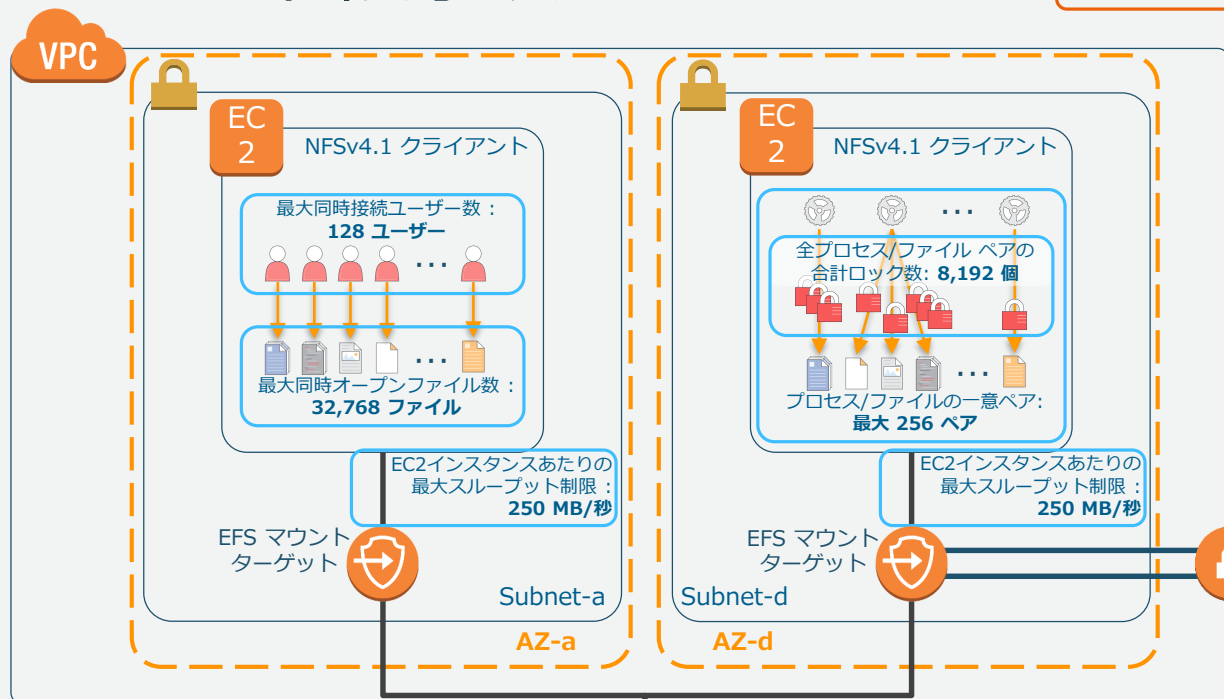 VPC
EC
2
NFSv4.1 クライアント
最大同時接続ユーザー数 :
128 ユーザー
...
...
最大同時オープンファイル数 :
32,768 ファイル
EC2インスタンスあたりの
最大スループット制限 :
250 MB/秒
EFS マウント
ターゲット
Subnet-a
AZ-a
EC
2
NFSv4.1 クライアント
...
全プロセス/ファイル ペアの
合計ロック数: 8,192 個
...
プロセス/ファイルの一意ペア:
最大 256 ペア
EC2インスタンスあたりの
最大スループット制限 :
250 MB/秒
EFS マウント
ターゲット
Subnet-d
AZ-d